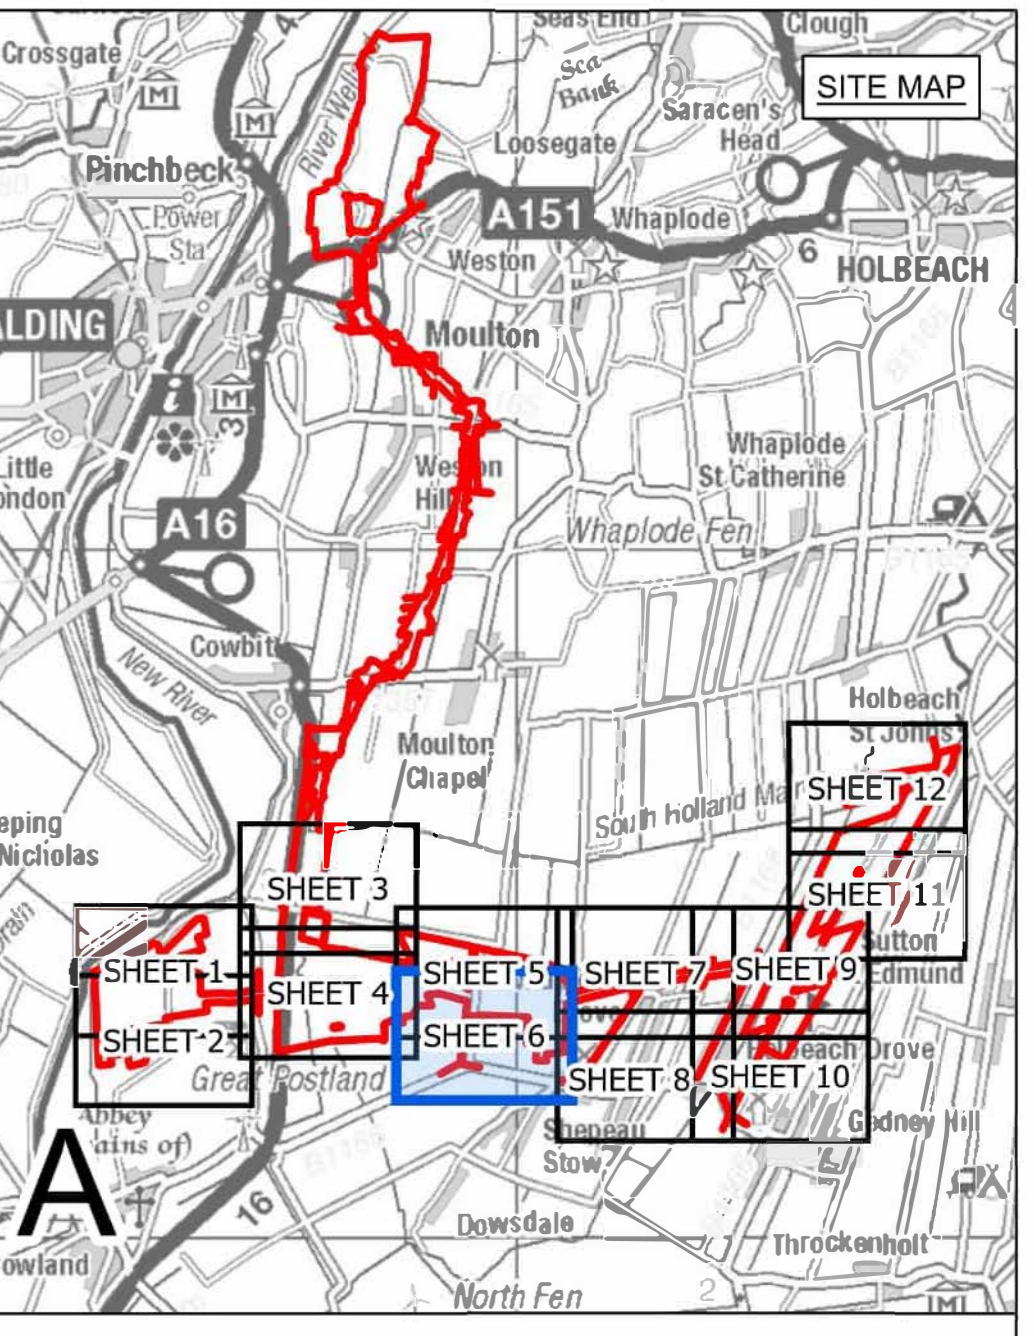 Seas End
Clough
Crossgate
Sea
Bank
SITE MAP
Saracen's
Head
Loosegate
Pinchbeck
Power
Sta
A151
Whaplode
6
Weston
HOLBEACH
ALDING
Moulton
i
3
Little
ondon
Whaplode
St Catherine
Hill
A16
Whaplode Fen
Cowbit
New River
Holbeach
St Johns
Moulton
Chapel
SHEET 12
South Holland Ma
eping
Nicholas
SHEET 3
SHEET 11
Sutton
Edmund
SHEET 1
SHEET 5
SHEET 7
SHEET 9
SHEET 4
SHEET 2
SHEET 6
Great Postland
SHEET 8
SHEET 10
Holbeach Drove
Abbey
ains of)
Gedney Hill
Shepeau
Stow
A
16
Dowsdale
Throckenholt
owland
North Fen
2